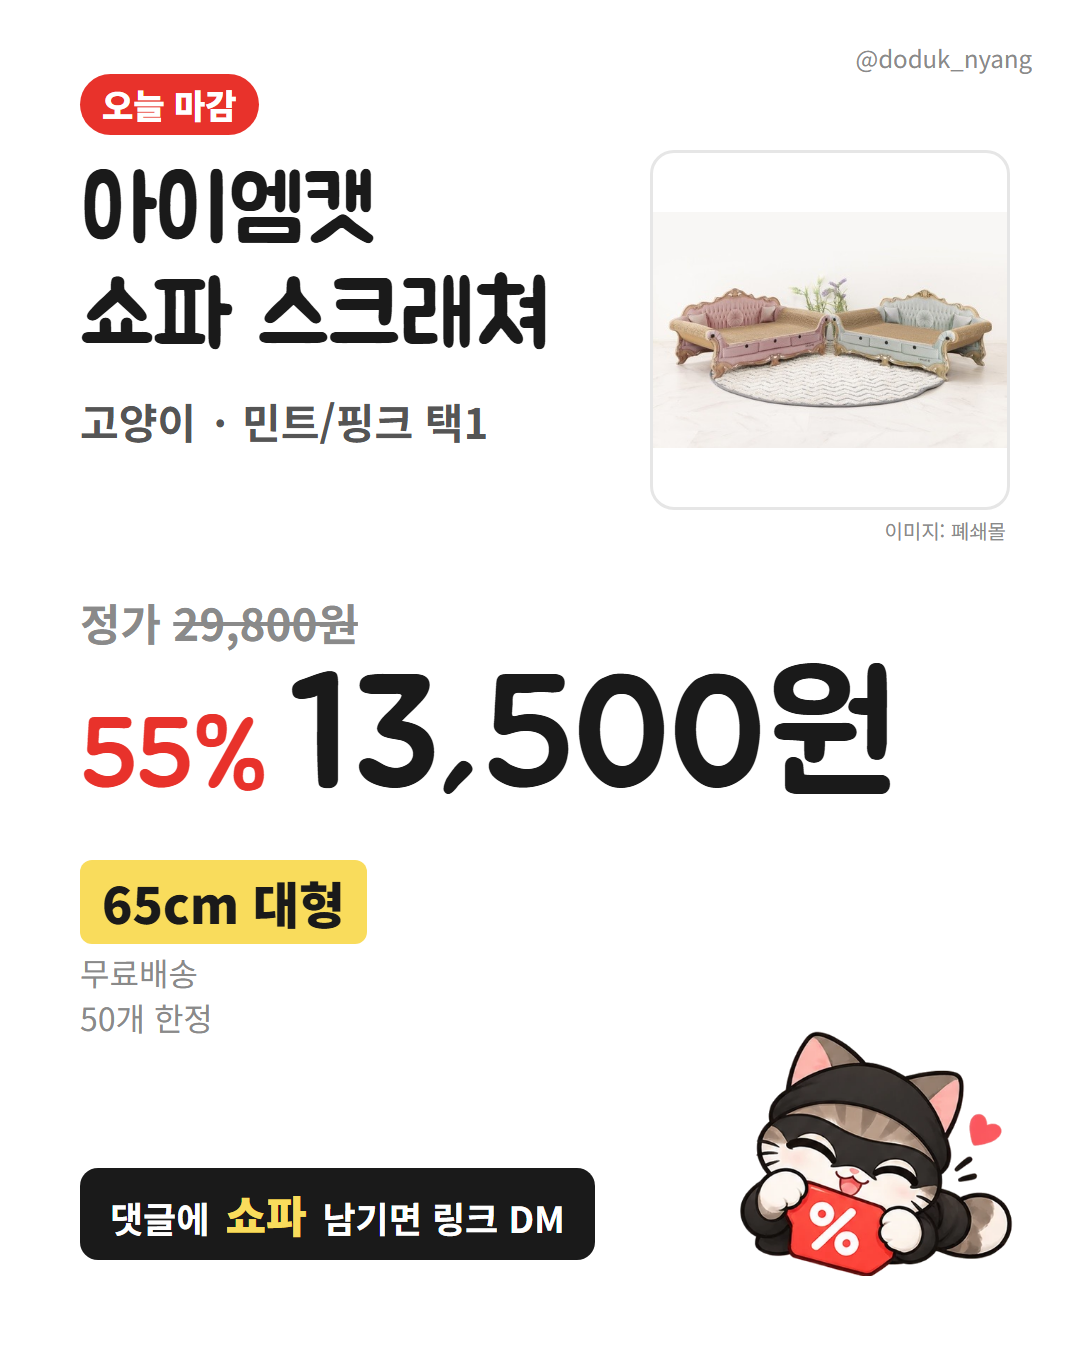 @doduk_nyang
오늘 마감
아이엠캣
쇼파 스크래쳐
고양이 · 민트/핑크 택1
이미지: 폐쇄몰
정가 29,800원
55% 13,500원
65cm 대형
무료배송
50개 한정
댓글에 쇼파 남기면 링크 DM
%